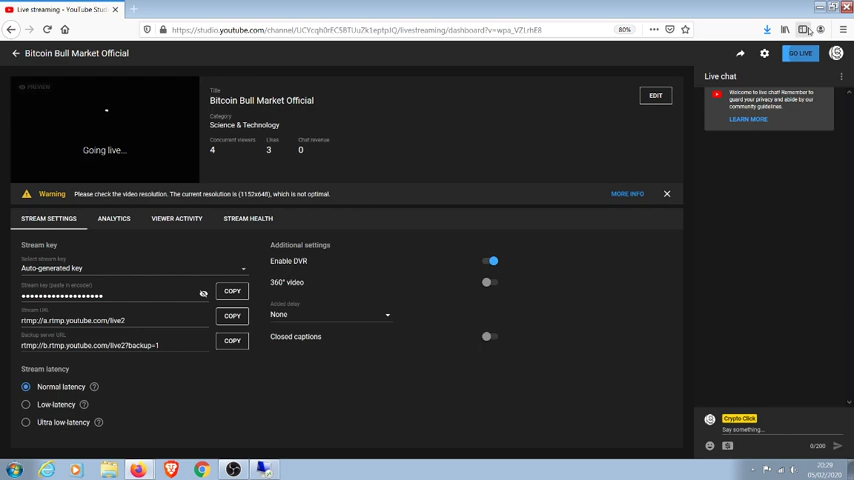 Live streaming - YouTube Studi
https://studio.youtube.com/channel/
/livestreaming/dashboard?v=wpa_VZLrhE8
80%
Bitcoin Bull Market Official
GO LIVE
PREVIEW
Going live...
Title
Bitcoin Bull Market Official
EDIT
Category
Science & Technology
Concurrent viewers Likes Chat revenue
4 3 0
Warning Please check the video resolution. The current resolution is (1152x648), which is not optimal. MORE INFO
STREAM SETTINGS ANALYTICS VIEWER ACTIVITY STREAM HEALTH
Stream key
Select stream key
Auto-generated key
Stream key (paste in encoder)
COPY
Stream URL
rtmp://a.rtmp.youtube.com/live2
COPY
Backup server URL
rtmp://b.rtmp.youtube.com/live2?backup=1
COPY
Stream latency
Normal latency
Low-latency
Ultra low-latency
Additional settings
Enable DVR
360° video
Added delay
None
Closed captions
Live chat
Welcome to live chat! Remember to
guard your privacy and abide by our
community guidelines.
LEARN MORE
Crypto Click
Say something...
0/200
20:29
05/02/2020